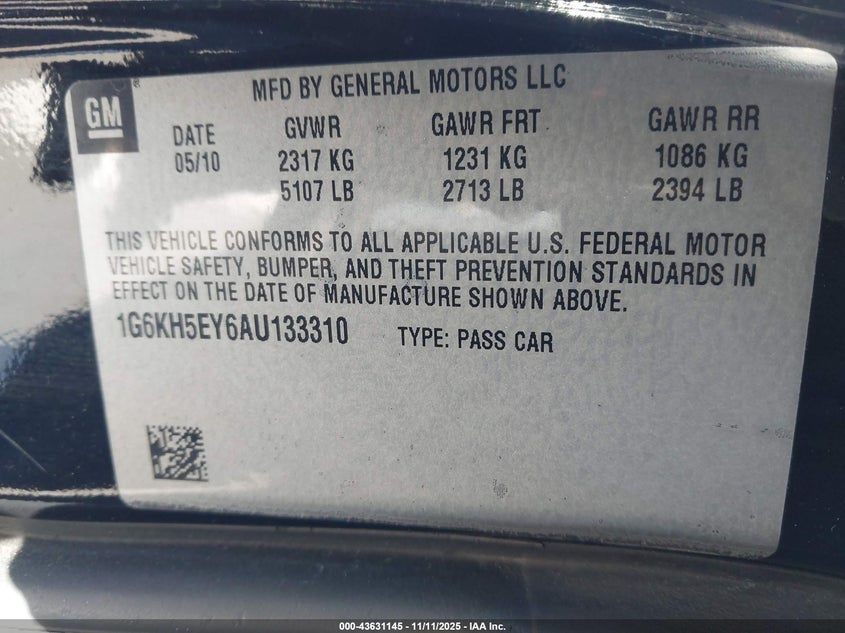 MFD BY GENERAL MOTORS LLC
GM
DATE GVWR GAWR FRT GAWR RR
05/10 2317 KG 1231 KG 1086 KG
5107 LB 2713 LB 2394 LB
THIS VEHICLE CONFORMS TO ALL APPLICABLE U.S. FEDERAL MOTOR
VEHICLE SAFETY, BUMPER, AND THEFT PREVENTION STANDARDS IN
EFFECT ON THE DATE OF MANUFACTURE SHOWN ABOVE.
1G6KH5EY6AU133310 TYPE: PASS CAR
000-43631145 - 11/11/2025 - IAA Inc.